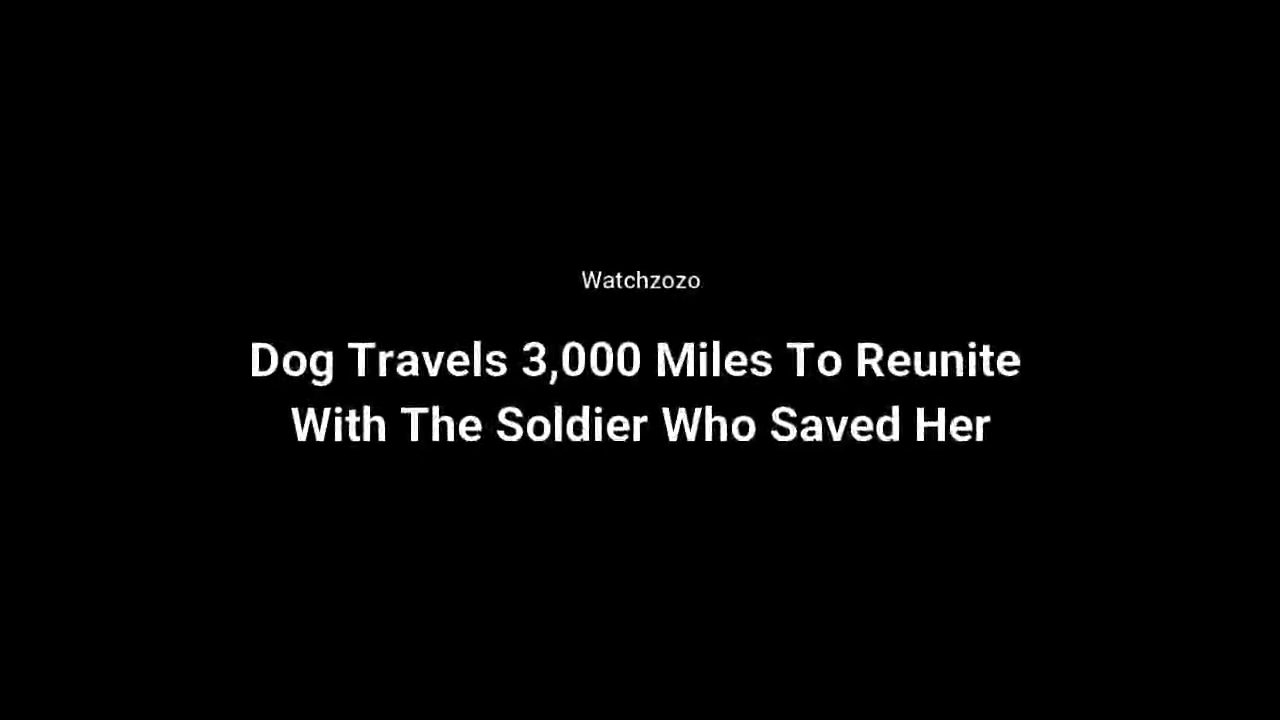 Watchzozo
Dog Travels 3,000 Miles To Reunite
With The Soldier Who Saved Her